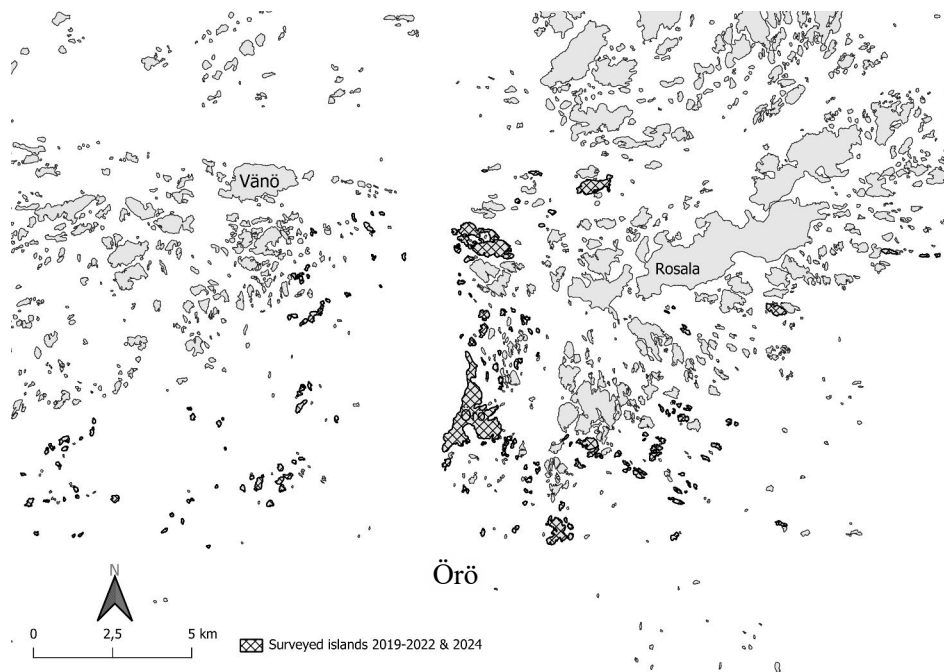 Vänö
Rosala
Örö
N
0 2,5 5 km
Surveyed islands 2019-2022 & 2024